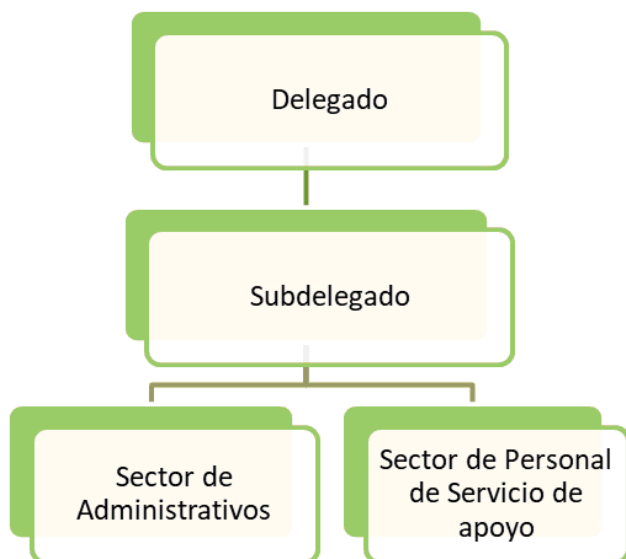 Delegado
Subdelegado
Sector de
Administrativos
Sector de Personal
de Servicio de
apoyo